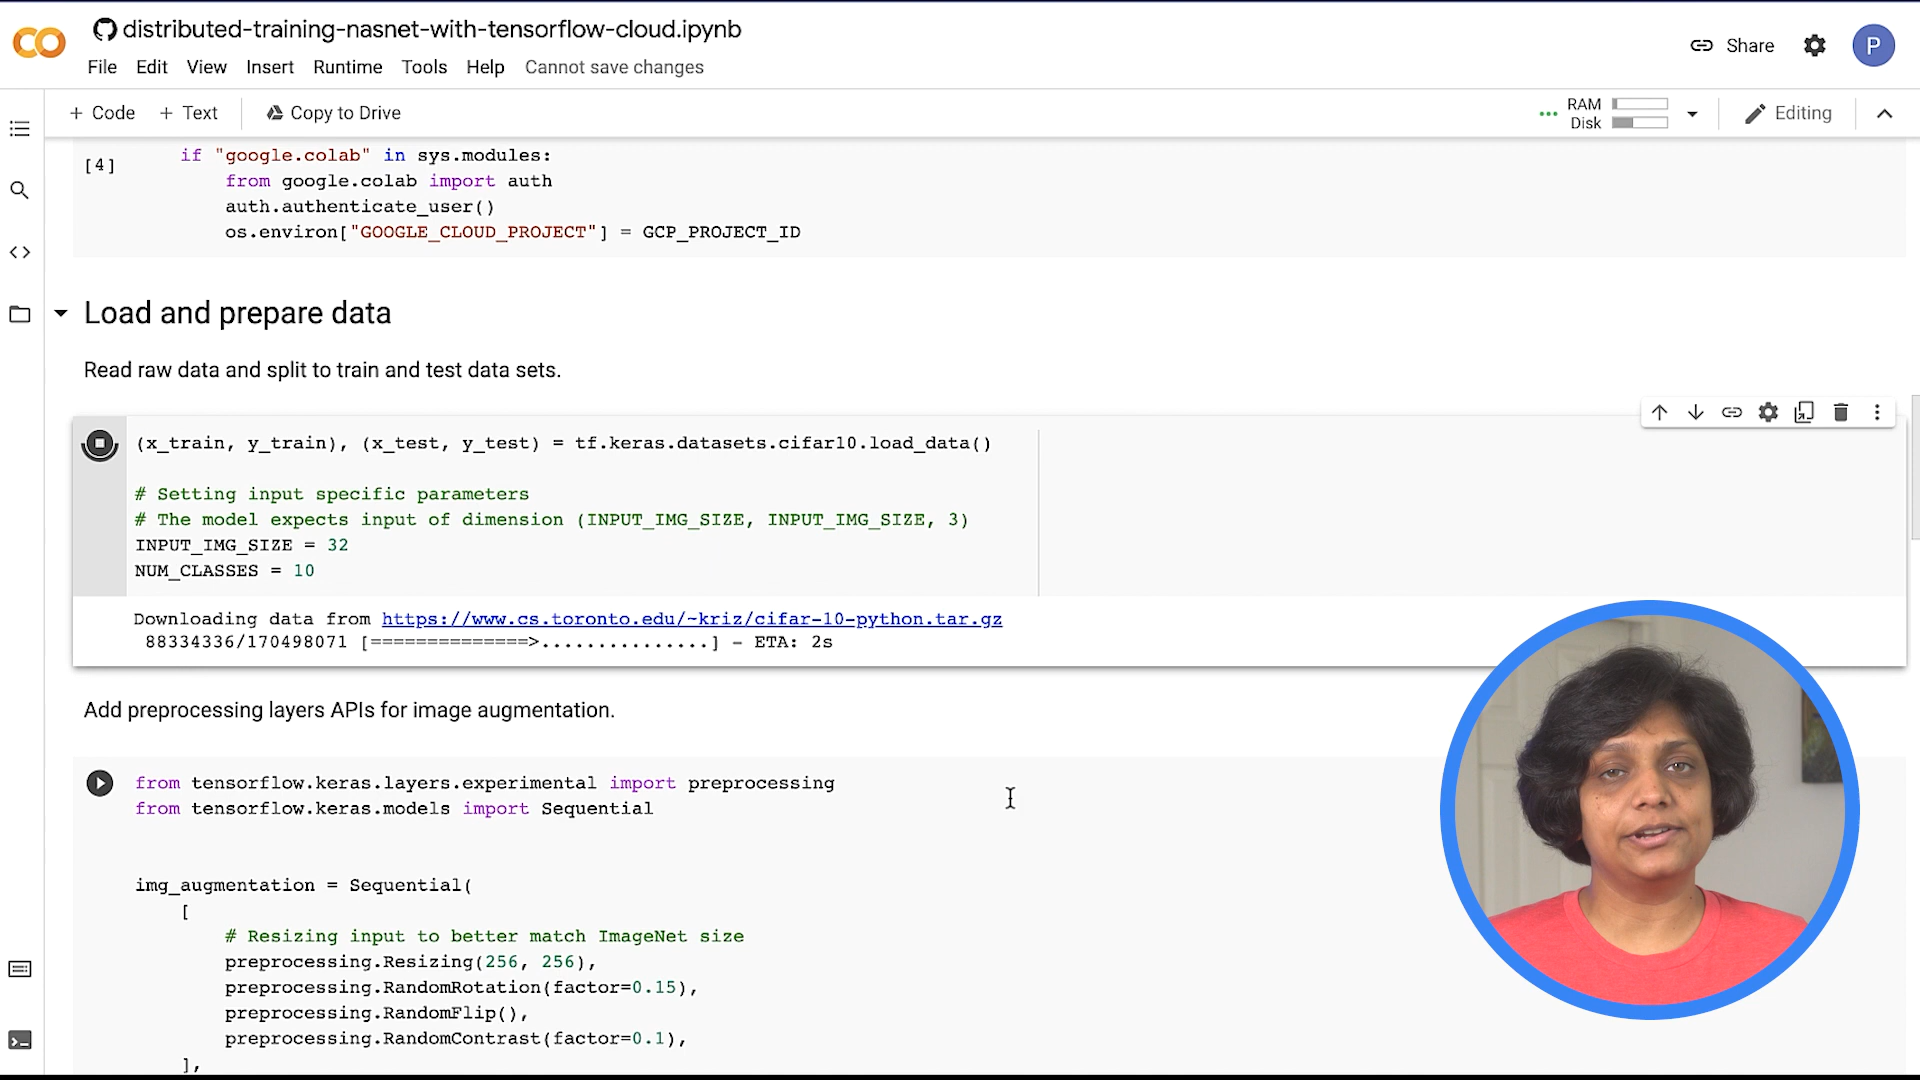 distributed-training-nasnet-with-tensorflow-cloud.ipynb
File Edit View Insert Runtime Tools Help Cannot save changes
Share
P
+ Code + Text Copy to Drive
RAM
Disk
Editing
[4]
if "google.colab" in sys.modules:
from google.colab import auth
auth.authenticate_user()
os.environ["GOOGLE_CLOUD_PROJECT"] = GCP_PROJECT_ID
Load and prepare data
Read raw data and split to train and test data sets.
(x_train, y_train), (x_test, y_test) = tf.keras.datasets.cifar10.load_data()
# Setting input specific parameters
# The model expects input of dimension (INPUT_IMG_SIZE, INPUT_IMG_SIZE, 3)
INPUT_IMG_SIZE = 32
NUM_CLASSES = 10
Downloading data from https://www.cs.toronto.edu/~kriz/cifar-10-python.tar.gz
88334336/170498071 [==============>...............] - ETA: 2s
Add preprocessing layers APIs for image augmentation.
from tensorflow.keras.layers.experimental import preprocessing
from tensorflow.keras.models import Sequential
img_augmentation = Sequential(
[
# Resizing input to better match ImageNet size
preprocessing.Resizing(256, 256),
preprocessing.RandomRotation(factor=0.15),
preprocessing.RandomFlip(),
preprocessing.RandomContrast(factor=0.1),
],